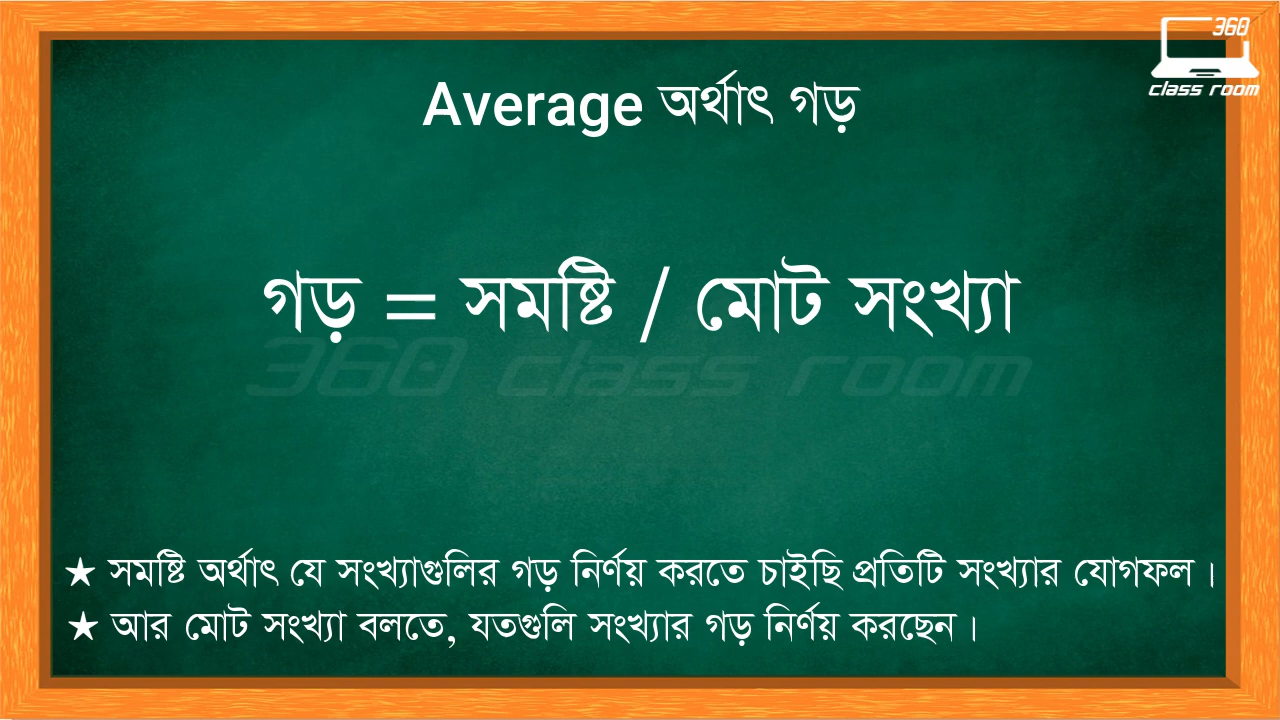 360
class room
Average অর্থাৎ গড়
গড় = সমষ্টি / মোট সংখ্যা
360 class room
★ সমষ্টি অর্থাৎ যে সংখ্যাগুলির গড় নির্ণয় করতে চাইছি প্রতিটি সংখ্যার যোগফল।
★ আর মোট সংখ্যা বলতে, যতগুলি সংখ্যার গড় নির্ণয় করছেন।